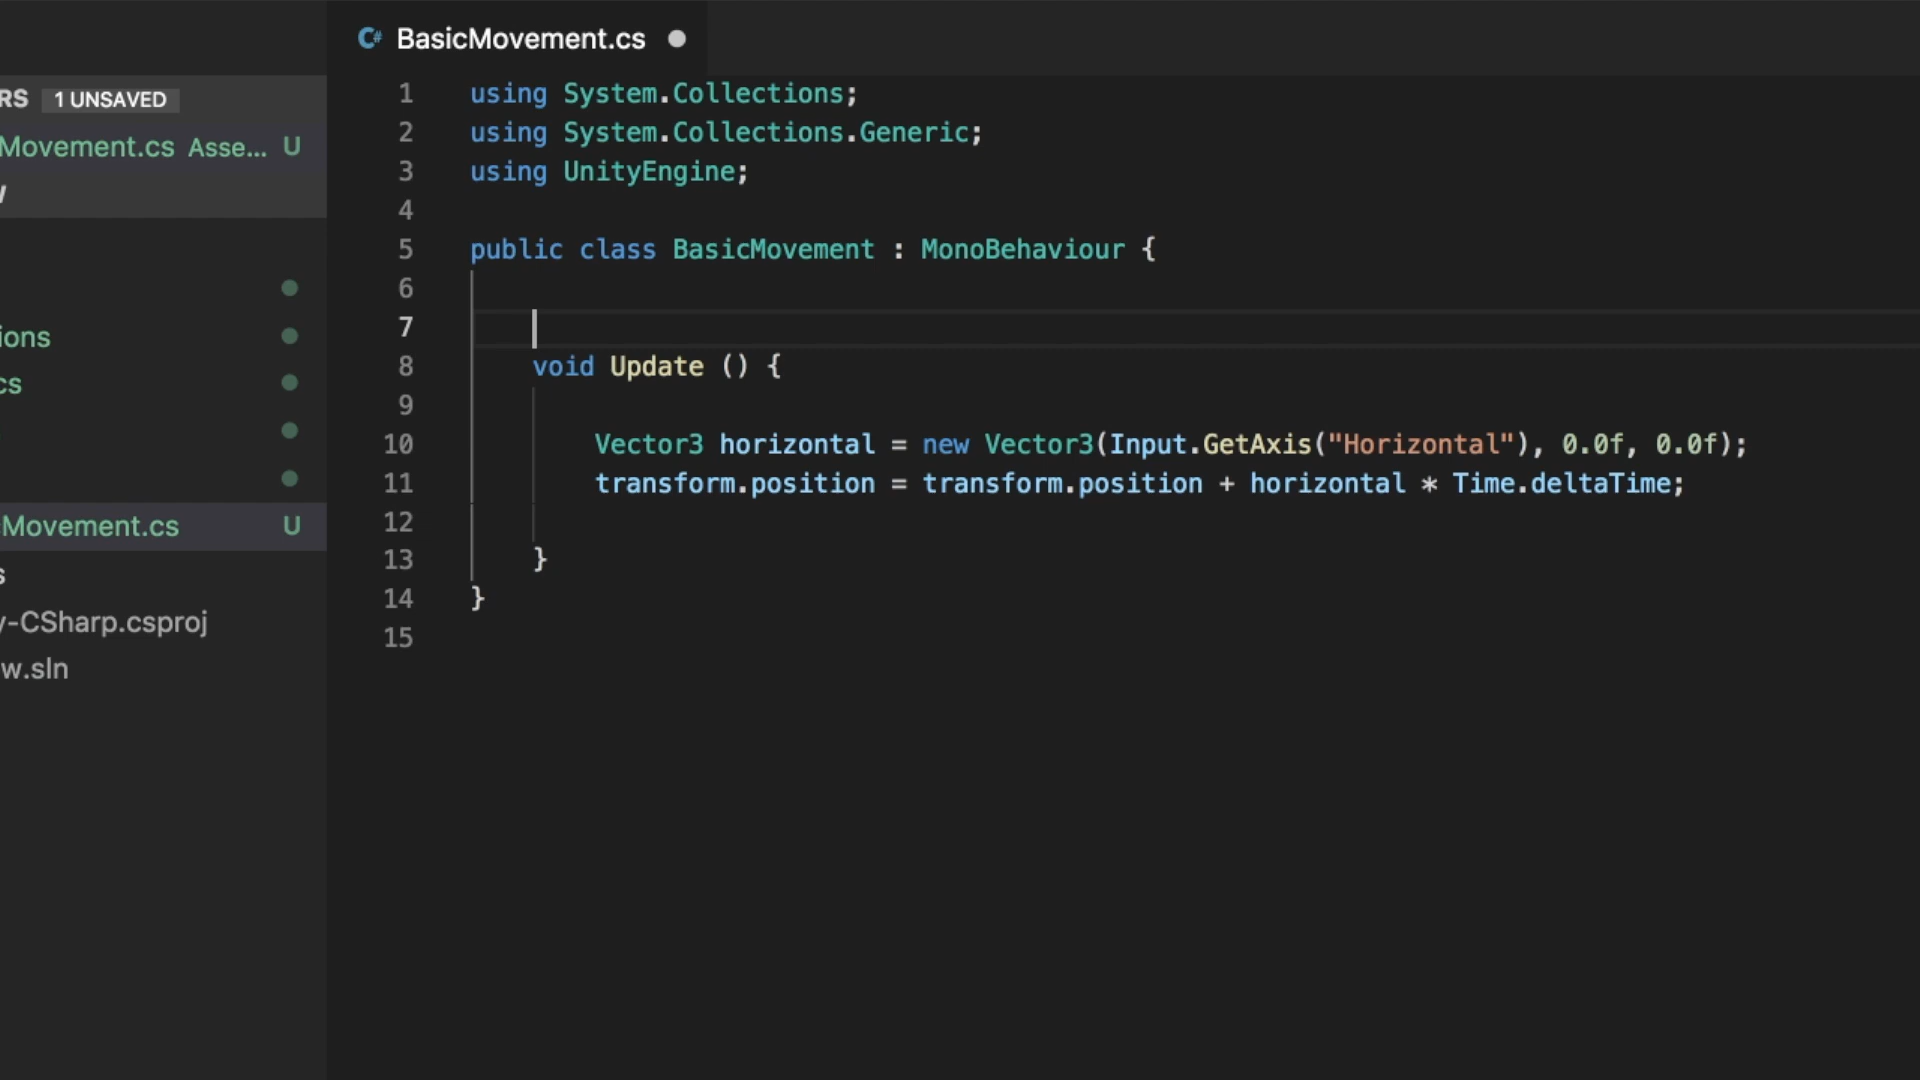 BasicMovement.cs
RS 1 UNSAVED
Movement.cs Asse... U
ions
cs
Movement.cs U
s
y-CSharp.csproj
w.sln
1 using System.Collections;
2 using System.Collections.Generic;
3 using UnityEngine;
4
5 public class BasicMovement : MonoBehaviour {
6
7
8 void Update () {
9
10 Vector3 horizontal = new Vector3(Input.GetAxis("Horizontal"), 0.0f, 0.0f);
11 transform.position = transform.position + horizontal * Time.deltaTime;
12
13 }
14 }
15